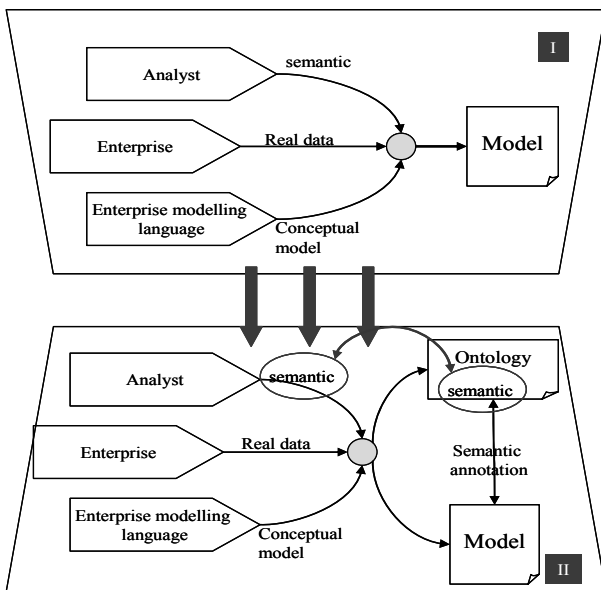 I
semantic
Analyst
Real data
Enterprise
Model
Enterprise modelling
language
Conceptual
model
Ontology
semantic
Analyst
semantic
Real data
Enterprise
Semantic
annotation
Enterprise modelling
language
Conceptual
model
Model
II